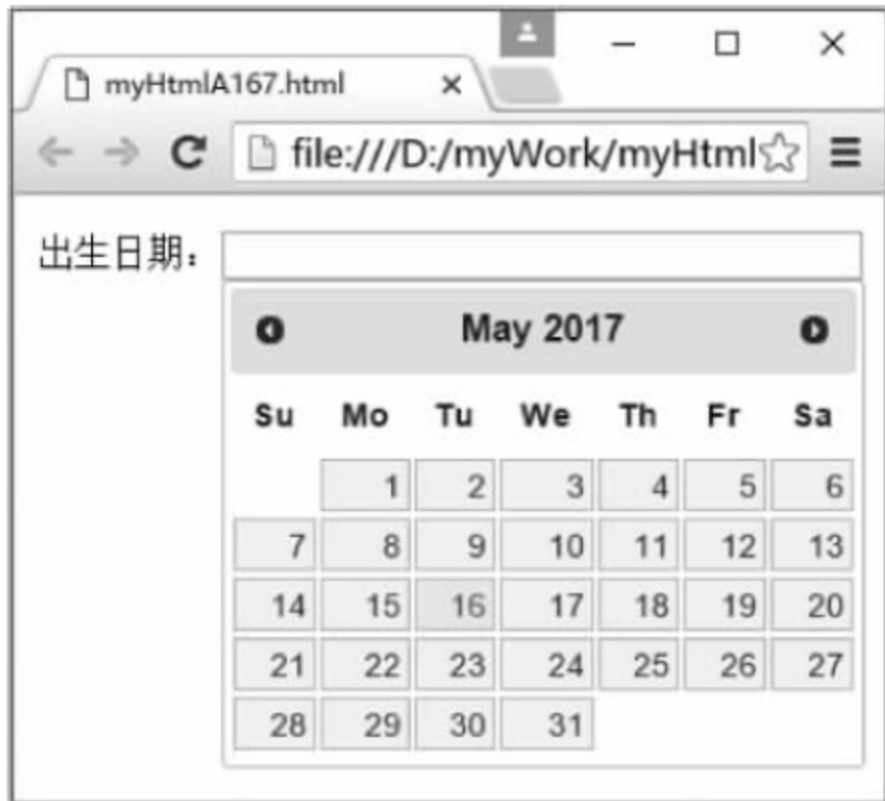 myHtmlA167.html
file:///D:/myWork/myHtml
出生日期：
May 2017
Su Mo Tu We Th Fr Sa
1 2 3 4 5 6
7 8 9 10 11 12 13
14 15 16 17 18 19 20
21 22 23 24 25 26 27
28 29 30 31